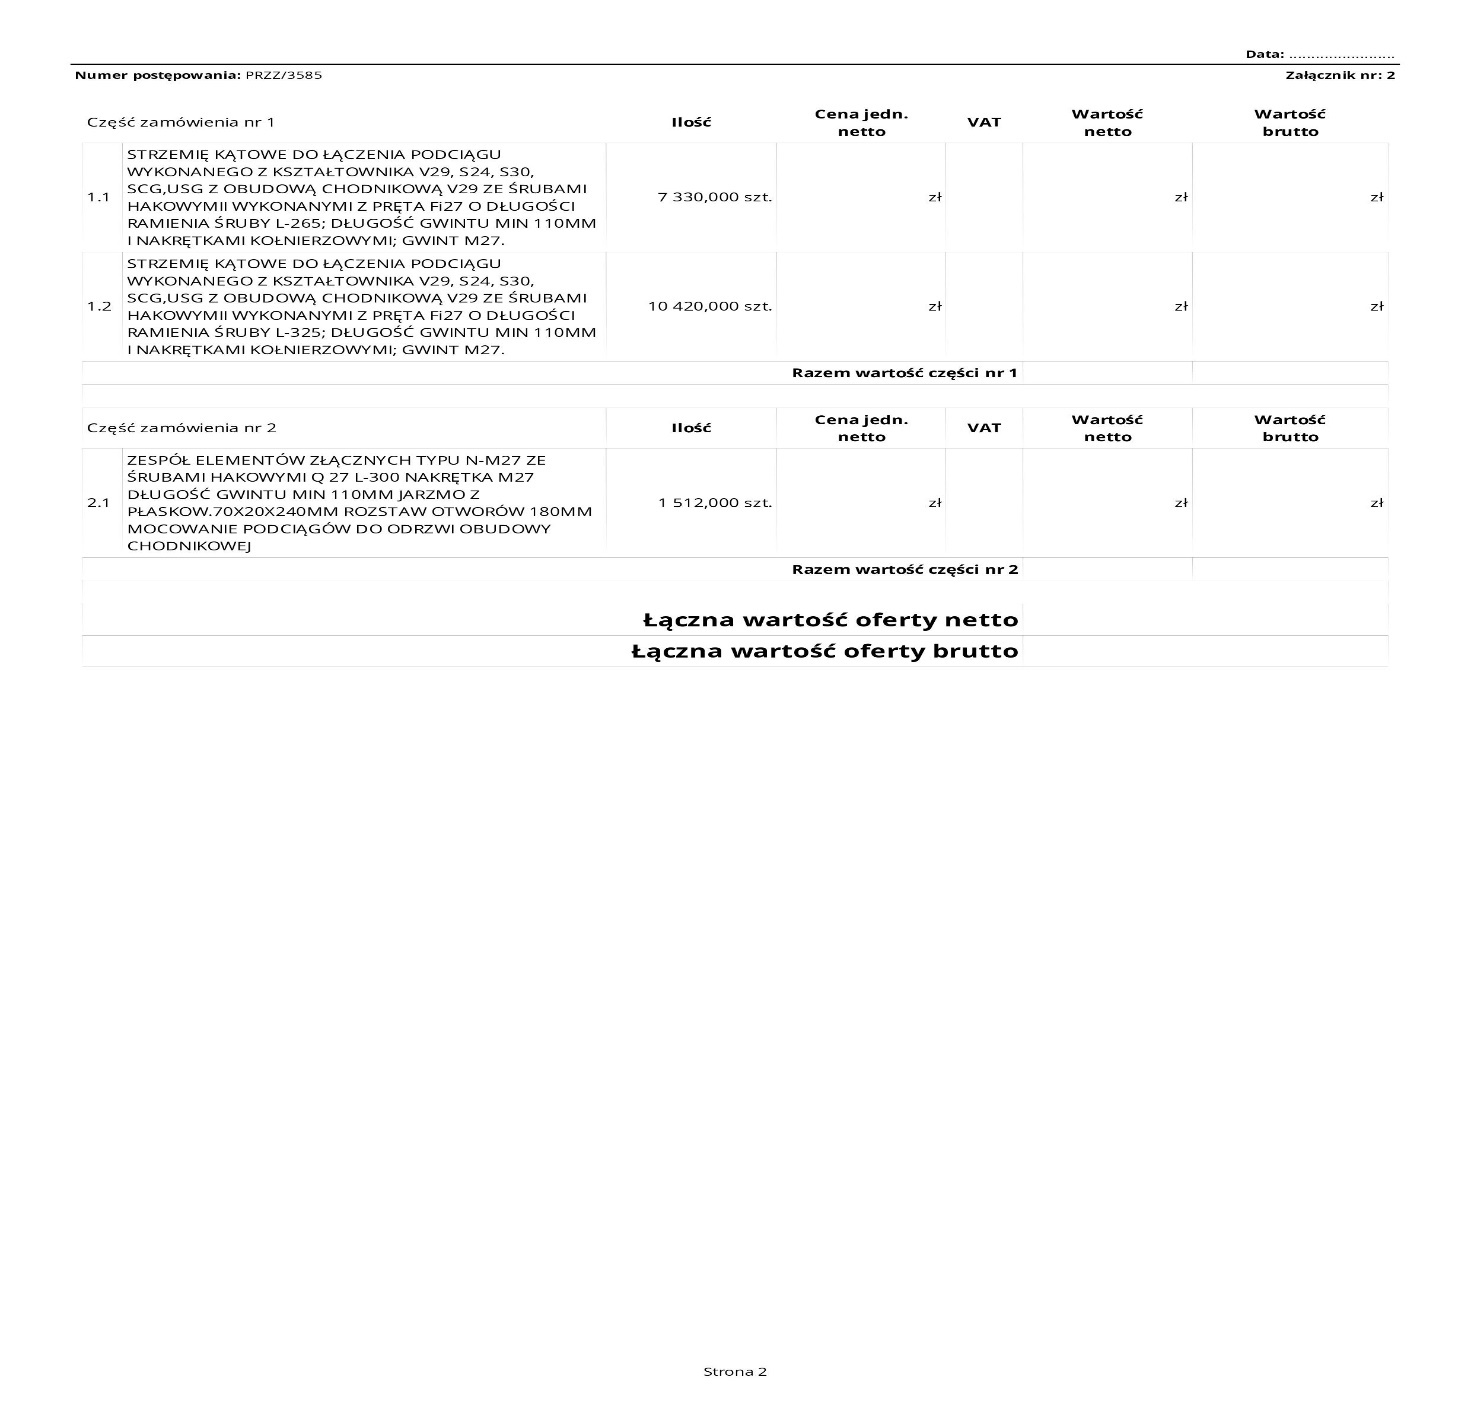 Data: ........................
Numer postępowania: PRZZ/3585 Załącznik nr: 2
Część zamówienia nr 1 Ilość Cena jedn. netto VAT Wartość netto Wartość brutto
1.1 STRZEMIĘ KĄTOWE DO ŁĄCZENIA PODCIĄGU
WYKONANEGO Z KSZTAŁTOWNIKA V29, S24, S30,
SCG,USG Z OBUDOWĄ CHODNIKOWĄ V29 ZE ŚRUBAMI
HAKOWYMII WYKONANYMI Z PRĘTA Fi27 O DŁUGOŚCI
RAMIENIA ŚRUBY L-265; DŁUGOŚĆ GWINTU MIN 110MM
I NAKRĘTKAMI KOŁNIERZOWYMI; GWINT M27.
7 330,000 szt. zł zł zł
1.2 STRZEMIĘ KĄTOWE DO ŁĄCZENIA PODCIĄGU
WYKONANEGO Z KSZTAŁTOWNIKA V29, S24, S30,
SCG,USG Z OBUDOWĄ CHODNIKOWĄ V29 ZE ŚRUBAMI
HAKOWYMII WYKONANYMI Z PRĘTA Fi27 O DŁUGOŚCI
RAMIENIA ŚRUBY L-325; DŁUGOŚĆ GWINTU MIN 110MM
I NAKRĘTKAMI KOŁNIERZOWYMI; GWINT M27.
10 420,000 szt. zł zł zł
Razem wartość części nr 1
Część zamówienia nr 2 Ilość Cena jedn. netto VAT Wartość netto Wartość brutto
2.1 ZESPÓŁ ELEMENTÓW ZŁĄCZNYCH TYPU N-M27 ZE
ŚRUBAMI HAKOWYMI Q 27 L-300 NAKRĘTKA M27
DŁUGOŚĆ GWINTU MIN 110MM JARZMO Z
PŁASKOW.70X20X240MM ROZSTAW OTWORÓW 180MM
MOCOWANIE PODCIĄGÓW DO ODRZWI OBUDOWY
CHODNIKOWEJ
1 512,000 szt. zł zł zł
Razem wartość części nr 2
Łączna wartość oferty netto
Łączna wartość oferty brutto
Strona 2